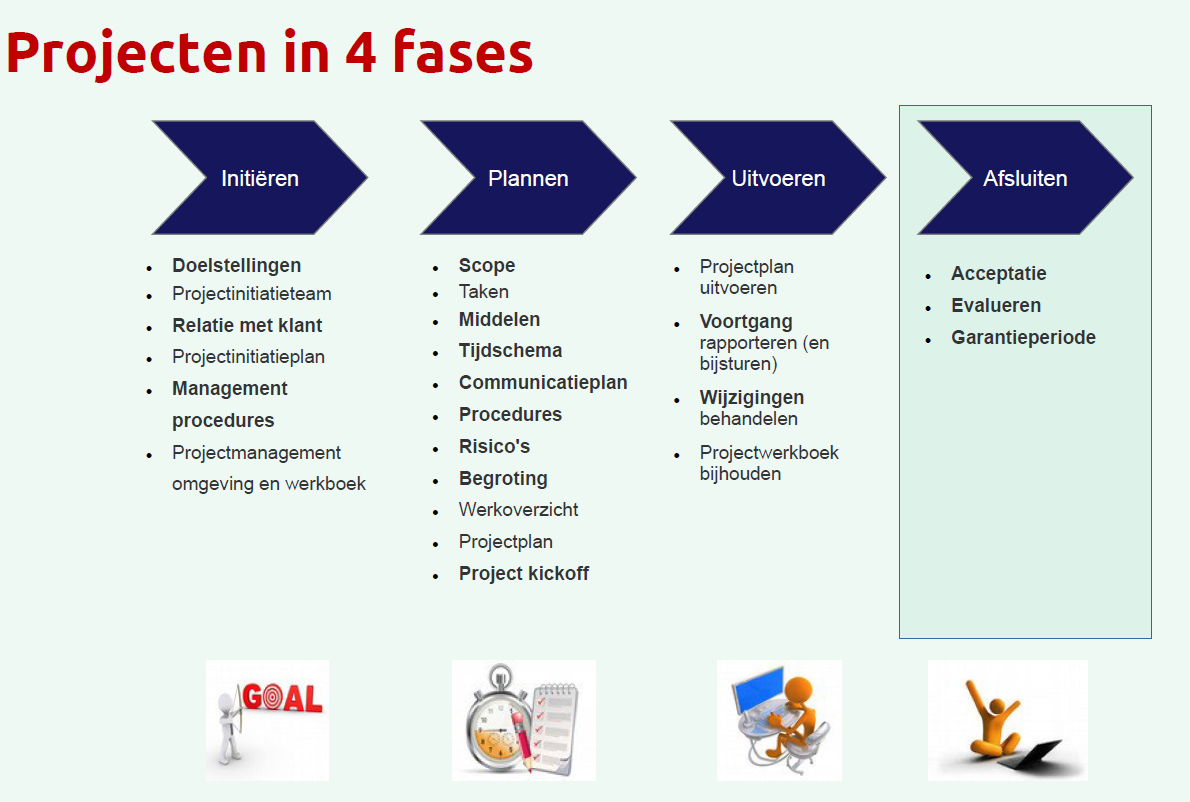 Projecten in 4 fases
Initiëren
Doelstellingen
Projectinitiatieteam
Relatie met klant
Projectinitiatieplan
Management
procedures
Projectmanagement
omgeving en werkboek
Plannen
Scope
Taken
Middelen
Tijdschema
Communicatieplan
Procedures
Risico's
Begroting
Werkoverzicht
Projectplan
Project kickoff
Uitvoeren
Projectplan
uitvoeren
Voortgang
rapporteren (en
bijsturen)
Wijzigingen
behandelen
Projectwerkboek
bijhouden
Afsluiten
Acceptatie
Evalueren
Garantieperiode
GOAL